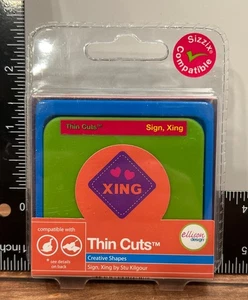 Sizzix
Compatible
Thin Cuts™
Sign, Xing
XING
compatible with
* see details
on back
Thin Cuts™
Creative Shapes
Sign, Xing by Stu Kilgour
ellison
design